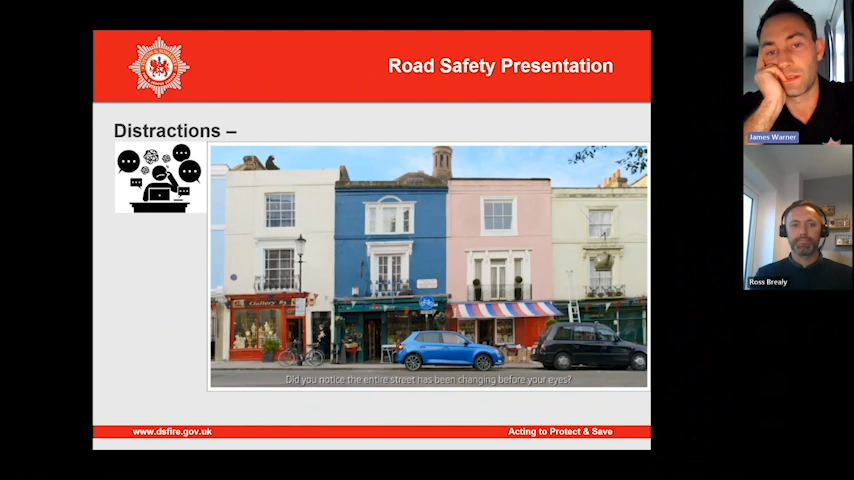 Road Safety Presentation
Distractions –
Did you notice the entire street has been changing before your eyes?
www.dsfire.gov.uk
Acting to Protect & Save
James Warner
Ross Brealy